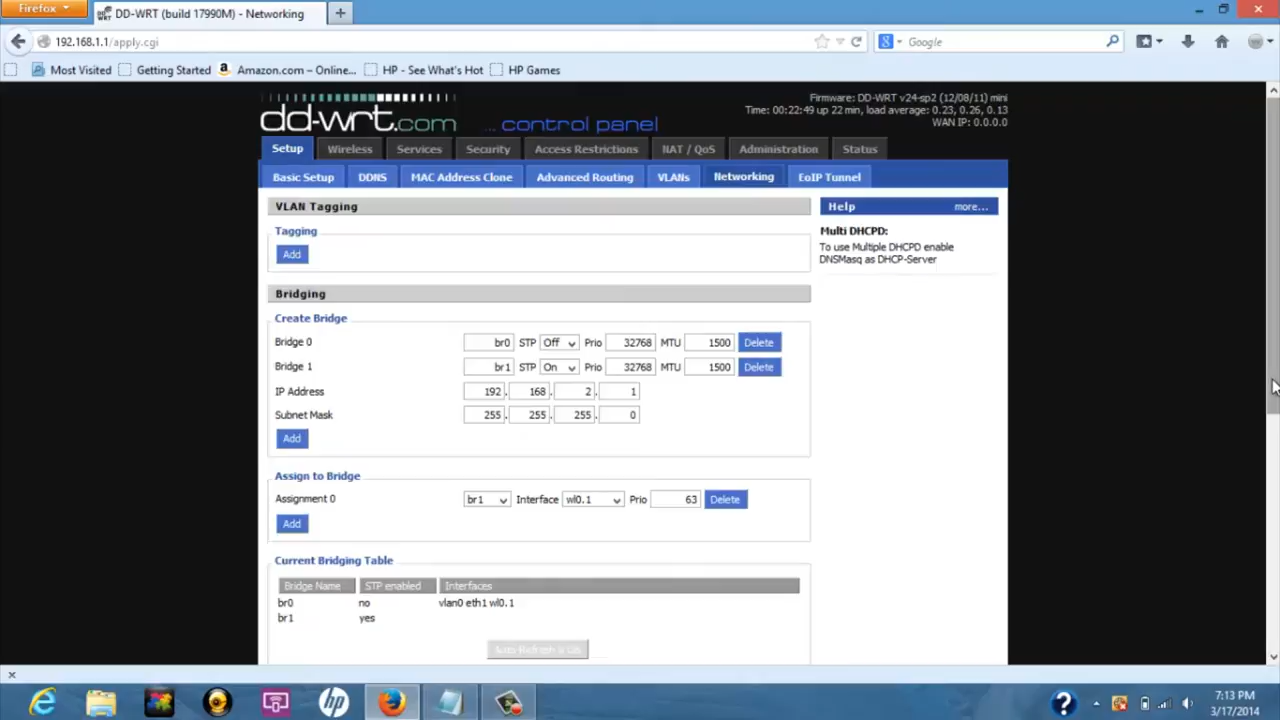 Firefox
DD-WRT (build 17990M) - Networking
192.168.1.1/apply.cgi
Google
Most Visited Getting Started Amazon.com – Online... HP - See What's Hot HP Games
dd-wrt.com ... control panel
Firmware: DD-WRT v24-sp2 (12/08/11) mini
Time: 00:22:49 up 22 min, load average: 0.23, 0.26, 0.13
WAN IP: 0.0.0.0
Setup Wireless Services Security Access Restrictions NAT / QoS Administration Status
Basic Setup DDNS MAC Address Clone Advanced Routing VLANs Networking EoIP Tunnel
VLAN Tagging
Tagging
Add
Help more...
Multi DHCPD:
To use Multiple DHCPD enable
DNSMasq as DHCP-Server
Bridging
Create Bridge
Bridge 0 br0 STP Off Prio 32768 MTU 1500 Delete
Bridge 1 br1 STP On Prio 32768 MTU 1500 Delete
IP Address 192. 168. 2. 1
Subnet Mask 255. 255. 255. 0
Add
Assign to Bridge
Assignment 0 br1 Interface wl0.1 Prio 63 Delete
Add
Current Bridging Table
Bridge Name STP enabled Interfaces
br0 no vlan0 eth1 wl0.1
br1 yes
Auto-Refresh is On
7:13 PM
3/17/2014